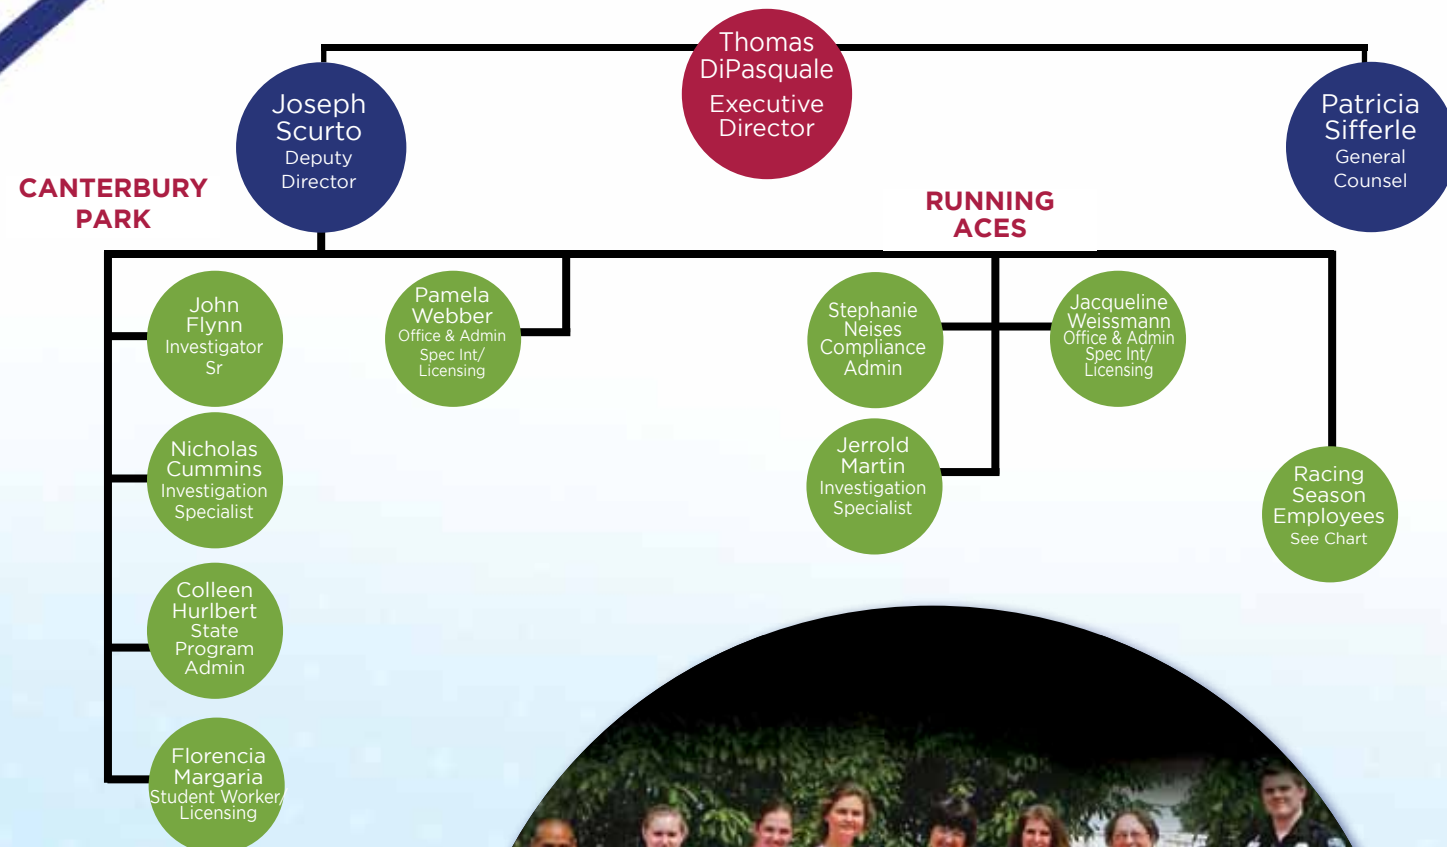 Thomas
DiPasquale
Executive
Director
Joseph
Scurto
Deputy
Director
Patricia
Sifferle
General
Counsel
CANTERBURY
PARK
RUNNING
ACES
John
Flynn
Investigator
Sr
Pamela
Webber
Office & Admin
Spec Int/
Licensing
Stephanie
Neises
Compliance
Admin
Jacqueline
Weissmann
Office & Admin
Spec Int/
Licensing
Nicholas
Cummins
Investigation
Specialist
Jerrold
Martin
Investigation
Specialist
Racing
Season
Employees
See Chart
Colleen
Hurlbert
State
Program
Admin
Florencia
Margaria
Student Worker/
Licensing